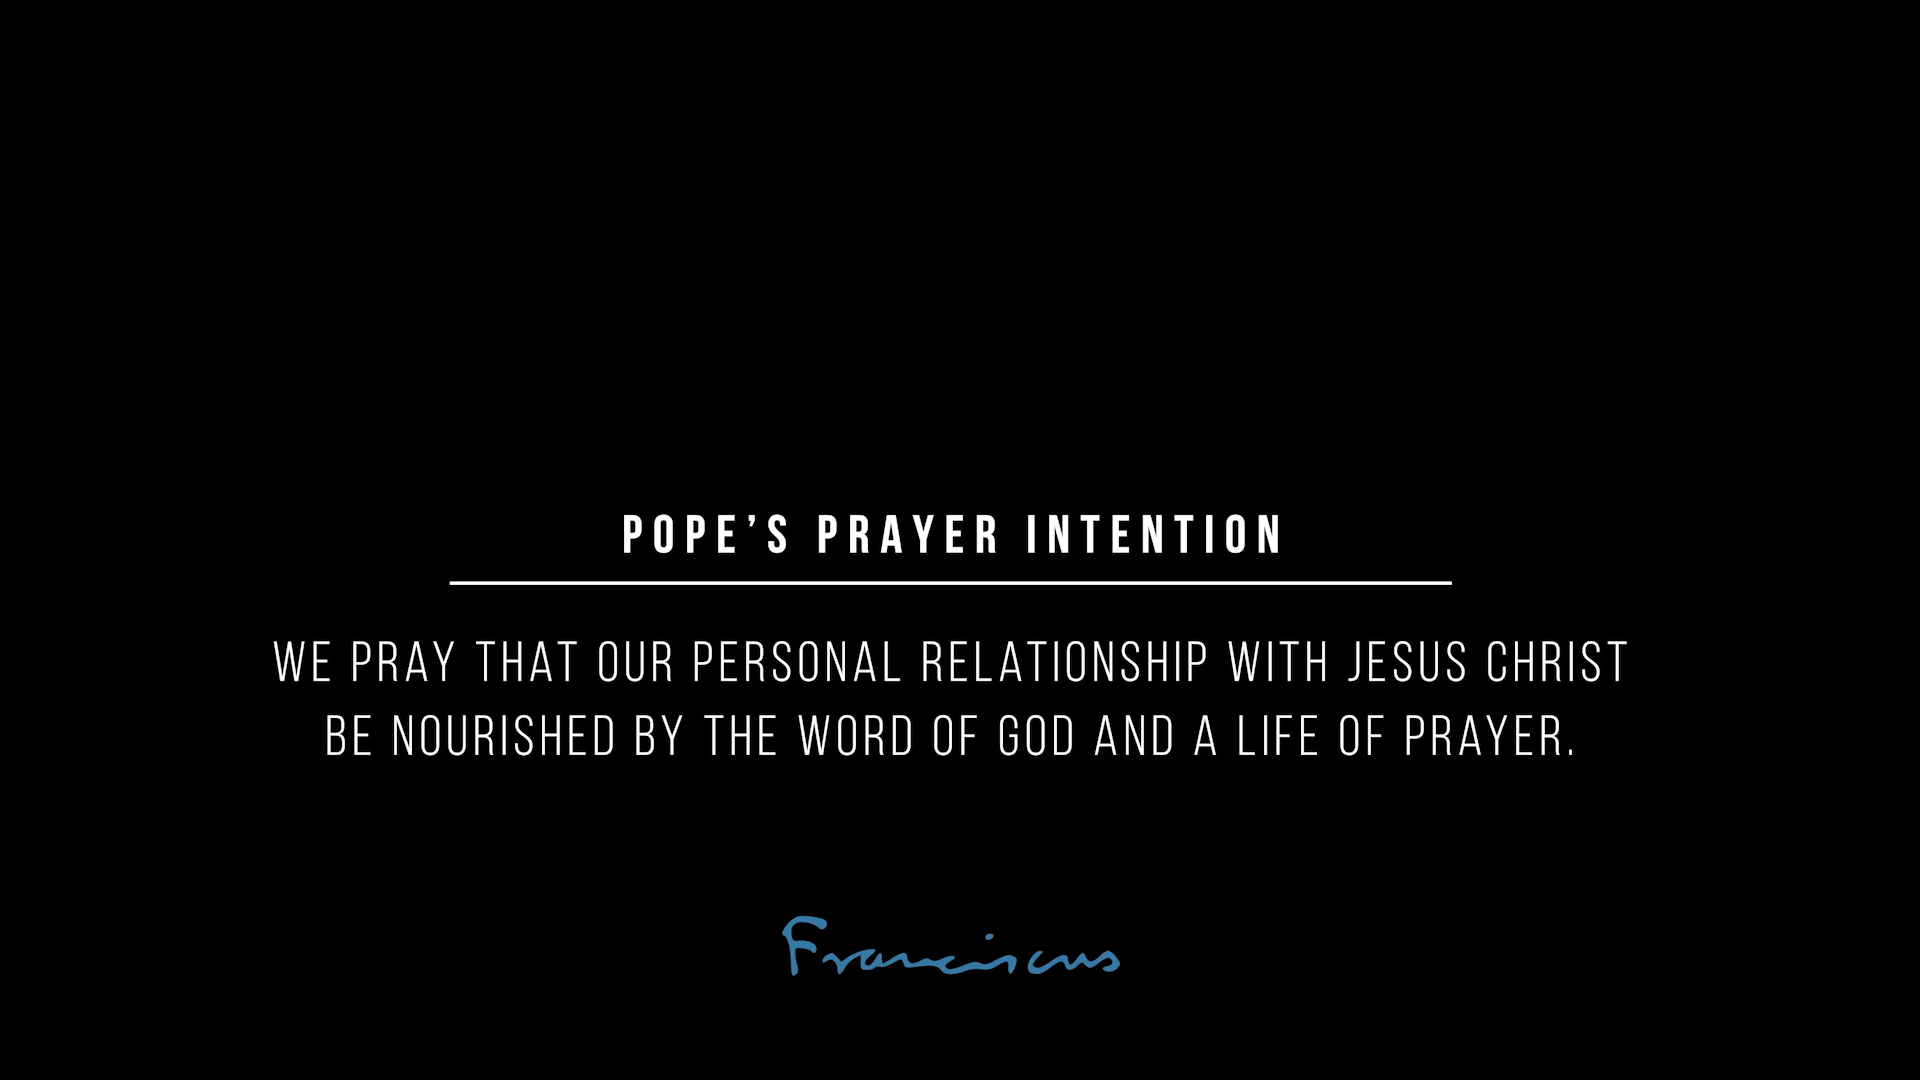 POPE’S PRAYER INTENTION
WE PRAY THAT OUR PERSONAL RELATIONSHIP WITH JESUS CHRIST
BE NOURISHED BY THE WORD OF GOD AND A LIFE OF PRAYER.
Franciscus